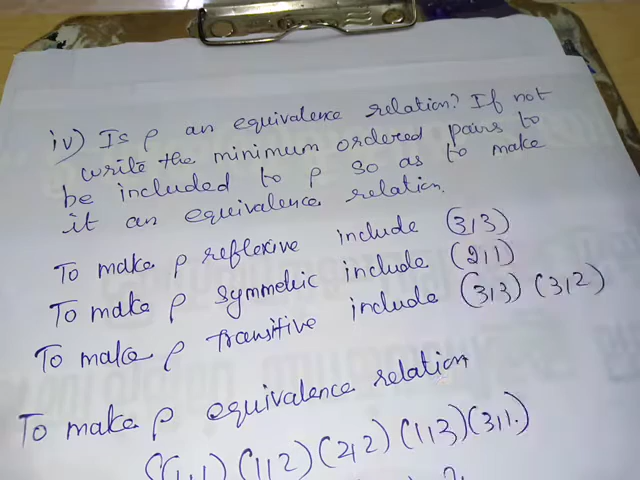 iv) Is ρ an equivalence relation? If not
write the minimum ordered pairs to
be included to ρ so as to make
it an equivalence relation.
To make ρ reflexive include (3,3)
To make ρ symmetric include (2,1)
To make ρ transitive include (3,3) (3,2)
To make ρ equivalence relation
{(1,1) (1,2) (2,2) (1,3) (3,1)